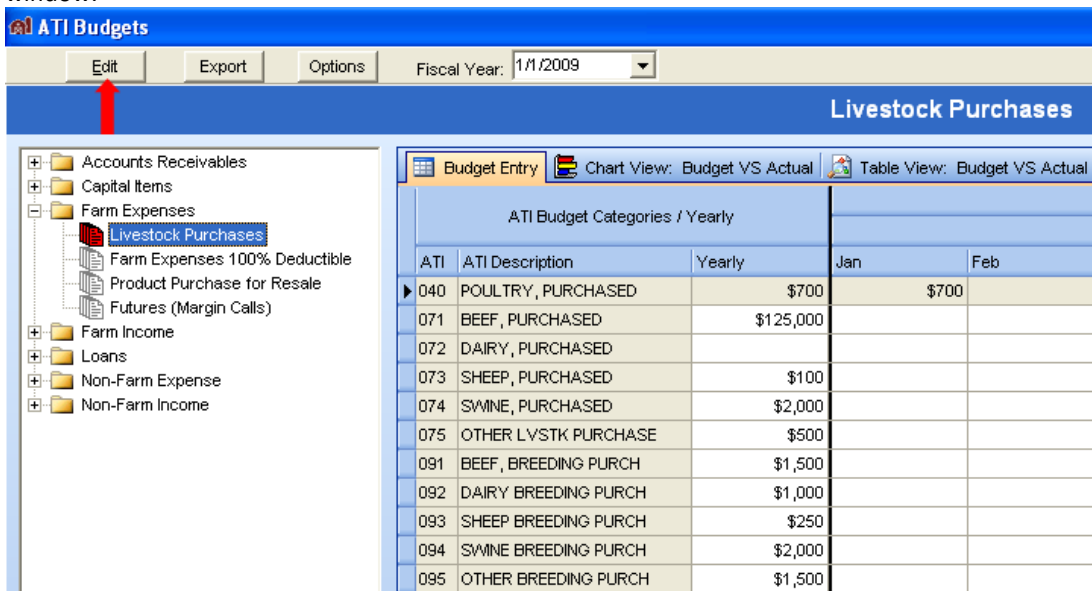 ATI Budgets
Edit Export Options Fiscal Year: 1/1/2009
Livestock Purchases
Accounts Receivables
Capital Items
Farm Expenses
Livestock Purchases
Farm Expenses 100% Deductible
Product Purchase for Resale
Futures (Margin Calls)
Farm Income
Loans
Non-Farm Expense
Non-Farm Income
Budget Entry Chart View: Budget VS Actual Table View: Budget VS Actual
ATI Budget Categories / Yearly
ATI ATI Description Yearly Jan Feb
040 POULTRY, PURCHASED $700 $700
071 BEEF, PURCHASED $125,000
072 DAIRY, PURCHASED
073 SHEEP, PURCHASED $100
074 SWINE, PURCHASED $2,000
075 OTHER LVSTK PURCHASE $500
091 BEEF, BREEDING PURCH $1,500
092 DAIRY BREEDING PURCH $1,000
093 SHEEP BREEDING PURCH $250
094 SWINE BREEDING PURCH $2,000
095 OTHER BREEDING PURCH $1,500